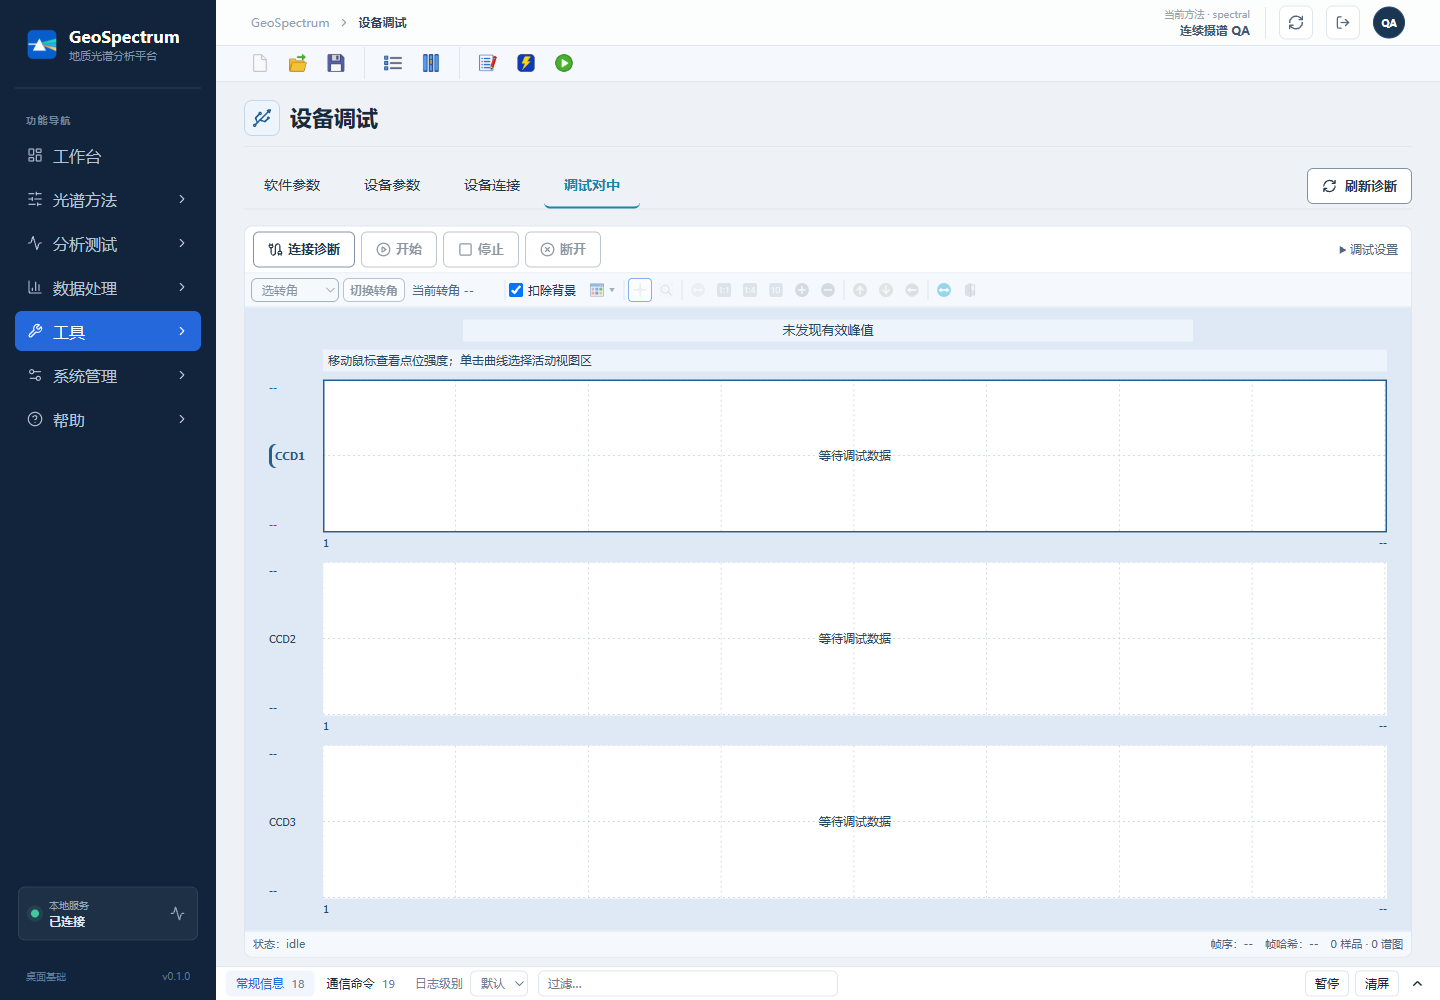 GeoSpectrum
地质光谱分析平台
功能导航
工作台
光谱方法
分析测试
数据处理
工具
系统管理
帮助
本地服务
已连接
桌面基础 v0.1.0
GeoSpectrum 设备调试
当前方法 · spectral
连续摄谱 QA
QA
设备调试
软件参数 设备参数 设备连接 调试对中 刷新诊断
连接诊断 开始 停止 断开 调试设置
选转角 切换转角 当前转角 -- 扣除背景 1:1 1:4 10
未发现有效峰值
移动鼠标查看点位强度；单击曲线选择活动视图区
--
CCD1 等待调试数据
--
1 --
--
CCD2 等待调试数据
--
1 --
--
CCD3 等待调试数据
--
1 --
状态：idle 帧序：-- 帧哈希：-- 0 样品 · 0 谱图
常规信息 18 通信命令 19 日志级别 默认 过滤... 暂停 清屏